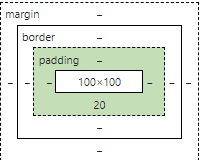 margin –
border –
padding –
– – – 100×100 – – –
20
–
–